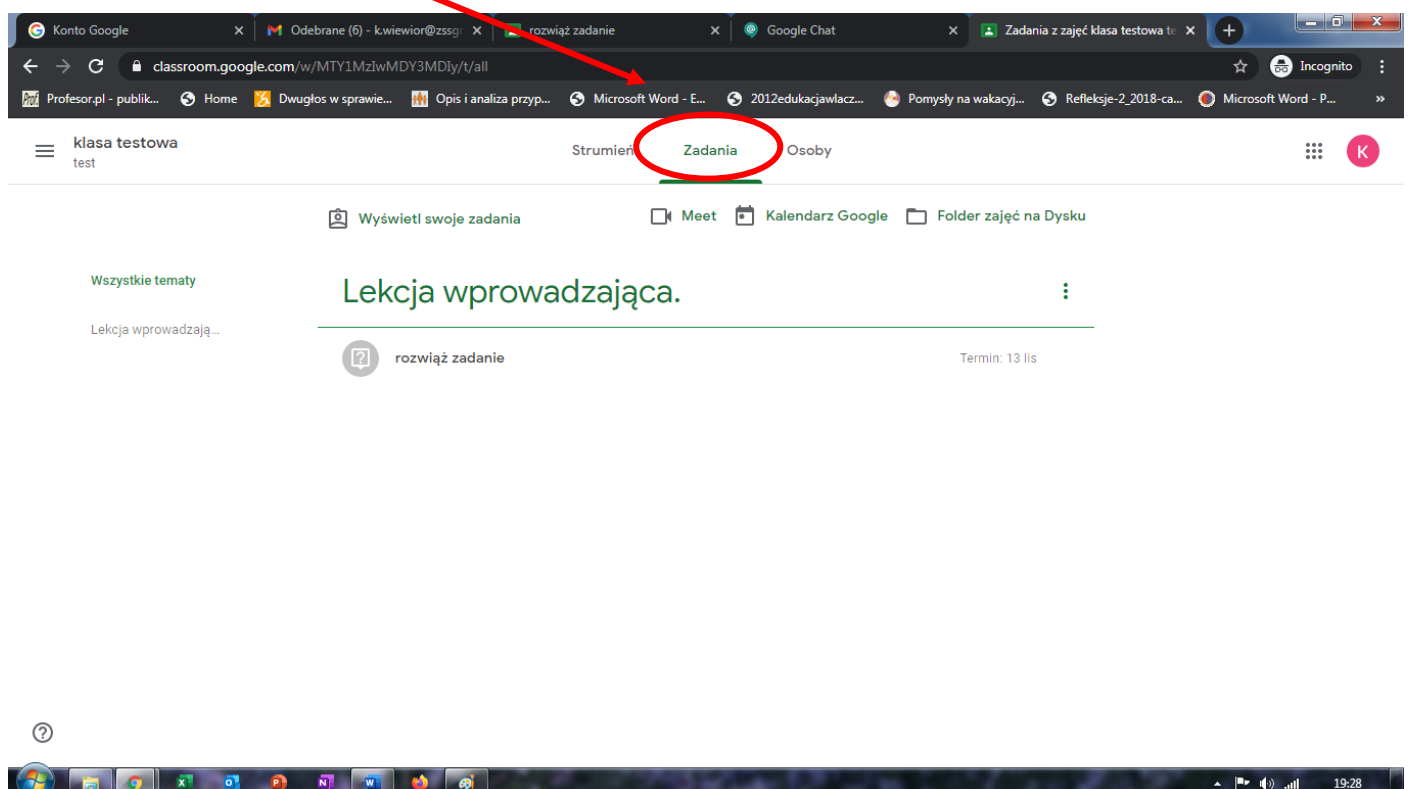 Konto Google
Odebrane (6) - k.wiewior@zssgr
rozwiąż zadanie
Google Chat
Zadania z zajęć klasa testowa te
classroom.google.com/w/MTY1MzIwMDY3MDIy/t/all
Incognito
Prof. Profesor.pl - publik...
Home
Dwugłos w sprawie...
Opis i analiza przyp...
Microsoft Word - E...
2012edukacjawlacz...
Pomysły na wakacyj...
Refleksje-2_2018-ca...
Microsoft Word - P...
»
klasa testowa
test
Strumień
Zadania
Osoby
K
Wyświetl swoje zadania
Meet
Kalendarz Google
Folder zajęć na Dysku
Wszystkie tematy
Lekcja wprowadzają...
Lekcja wprowadzająca.
rozwiąż zadanie
Termin: 13 lis
19:28